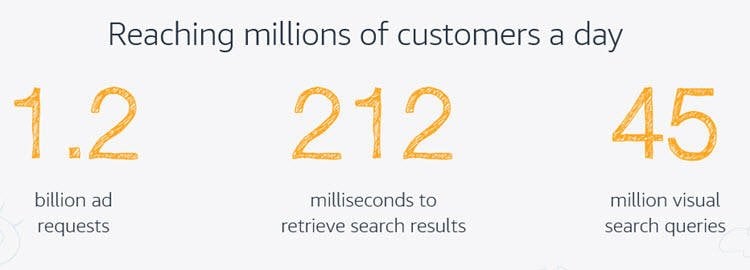 Reaching millions of customers a day
1.2
billion ad
requests
212
milliseconds to
retrieve search results
45
million visual
search queries